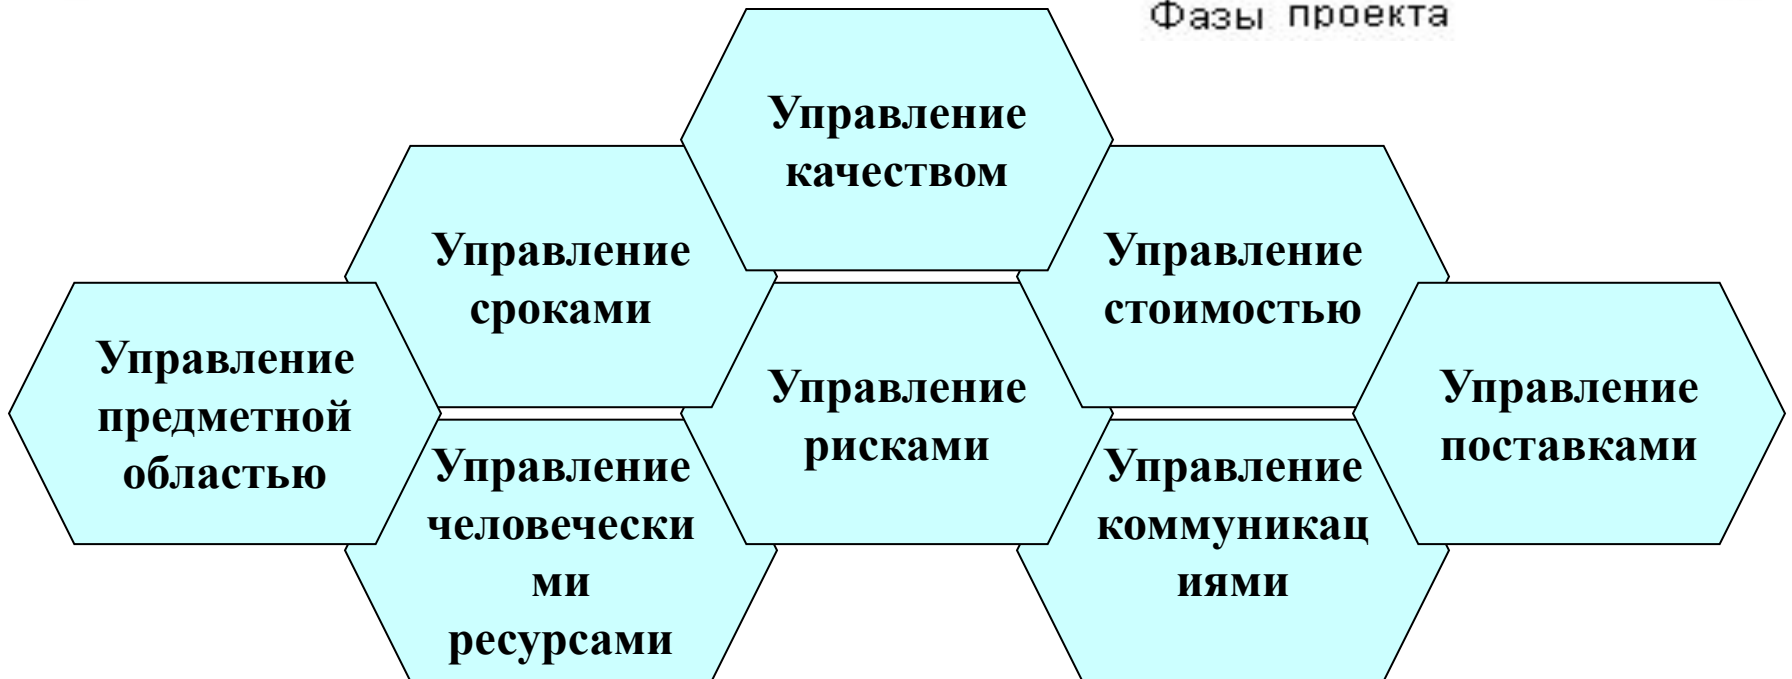 Фазы проекта
Управление
качеством
Управление
сроками
Управление
стоимостью
Управление
предметной
областью
Управление
рисками
Управление
поставками
Управление
человечески
ми
ресурсами
Управление
коммуникац
иями